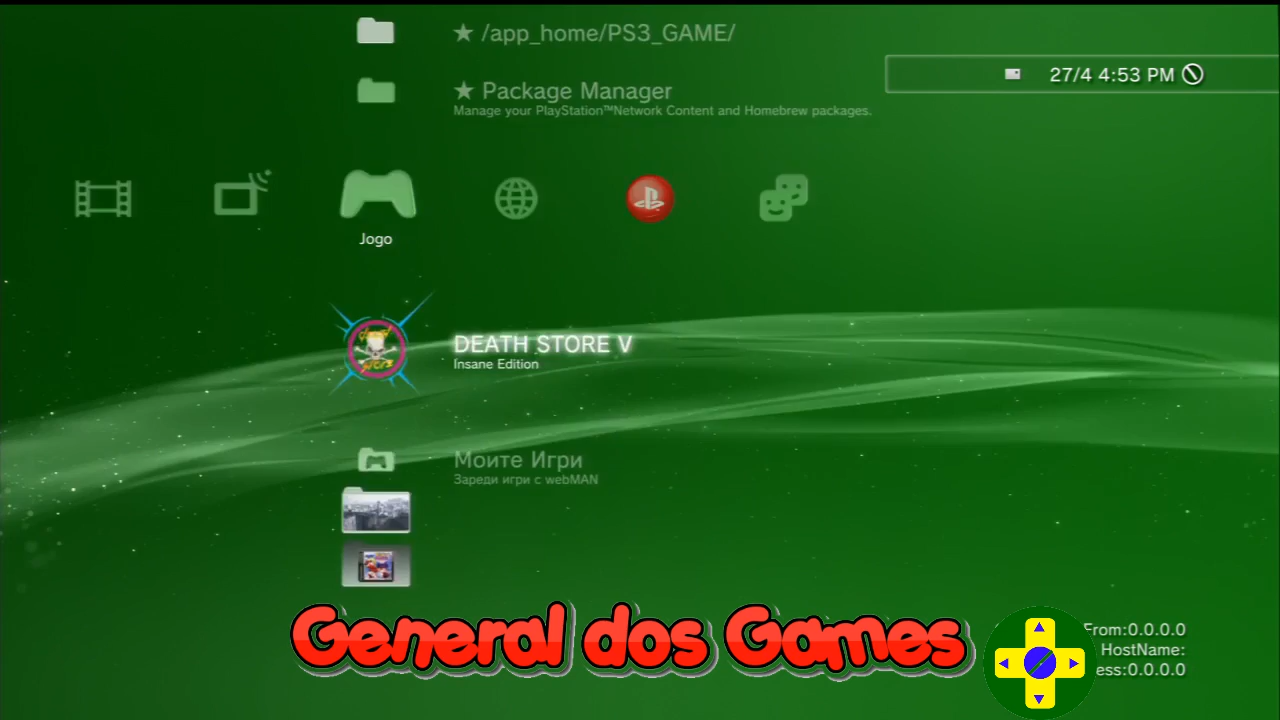 ★ /app_home/PS3_GAME/
27/4 4:53 PM
★ Package Manager
Manage your PlayStation™Network Content and Homebrew packages.
Jogo
DEATH STORE V
Insane Edition
Моите Игри
Зареди игри с webMAN
General dos Games
From:0.0.0.0
HostName:
ess:0.0.0.0